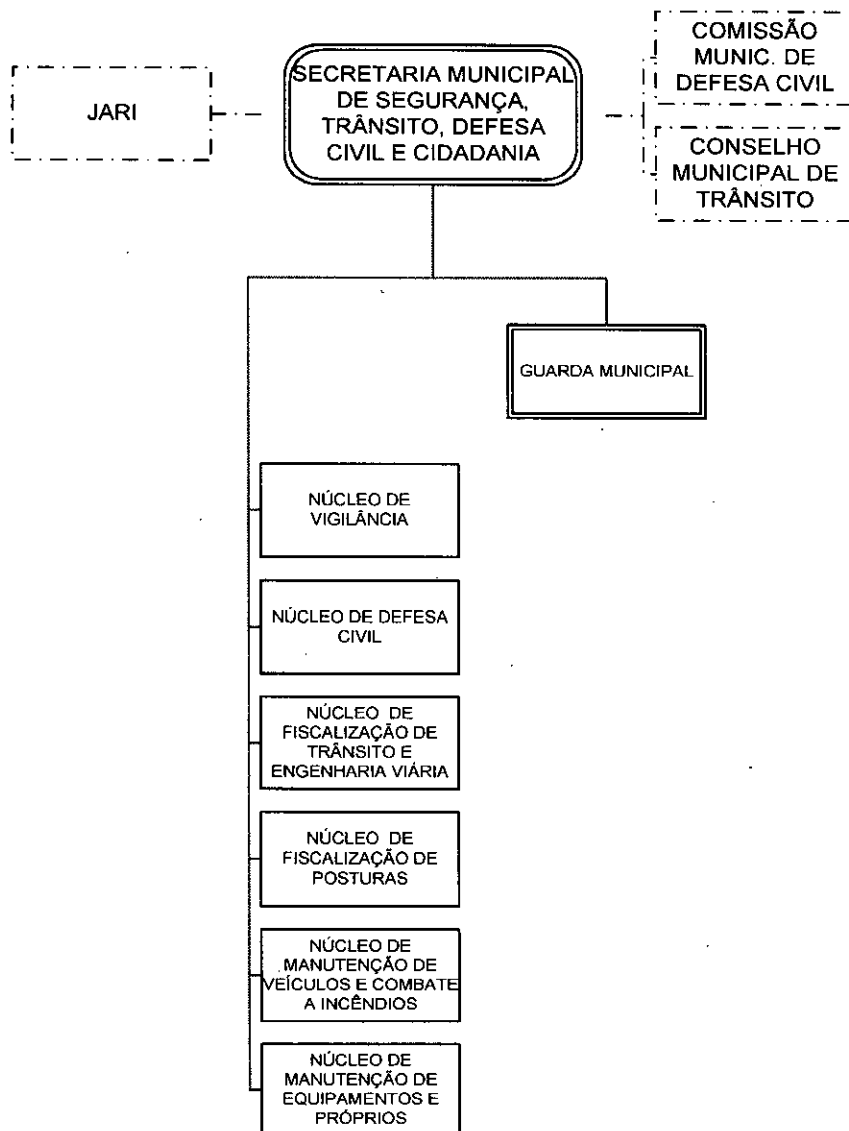 JARI
SECRETARIA MUNICIPAL
DE SEGURANÇA,
TRÂNSITO, DEFESA
CIVIL E CIDADANIA
COMISSÃO
MUNIC. DE
DEFESA CIVIL
CONSELHO
MUNICIPAL DE
TRÂNSITO
GUARDA MUNICIPAL
NÚCLEO DE
VIGILÂNCIA
NÚCLEO DE DEFESA
CIVIL
NÚCLEO DE
FISCALIZAÇÃO DE
TRÂNSITO E
ENGENHARIA VIÁRIA
NÚCLEO DE
FISCALIZAÇÃO DE
POSTURAS
NÚCLEO DE
MANUTENÇÃO DE
VEÍCULOS E COMBATE
A INCÊNDIOS
NÚCLEO DE
MANUTENÇÃO DE
EQUIPAMENTOS E
PRÓPRIOS